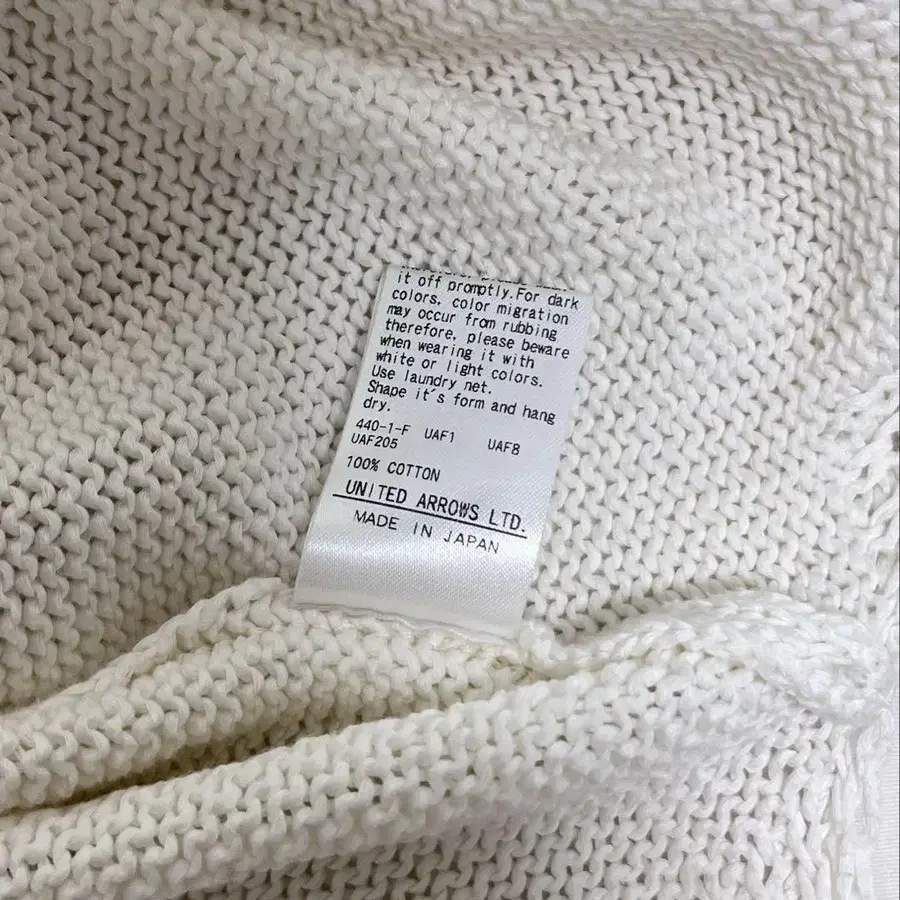 it off promptly.For dark
colors, color migration
may occur from rubbing
therefore, please beware
when wearing it with
white or light colors.
Use laundry net.
Shape it's form and hang
dry.
440-1-F UAF1 UAF8
UAF205
100% COTTON
UNITED ARROWS LTD.
MADE IN JAPAN